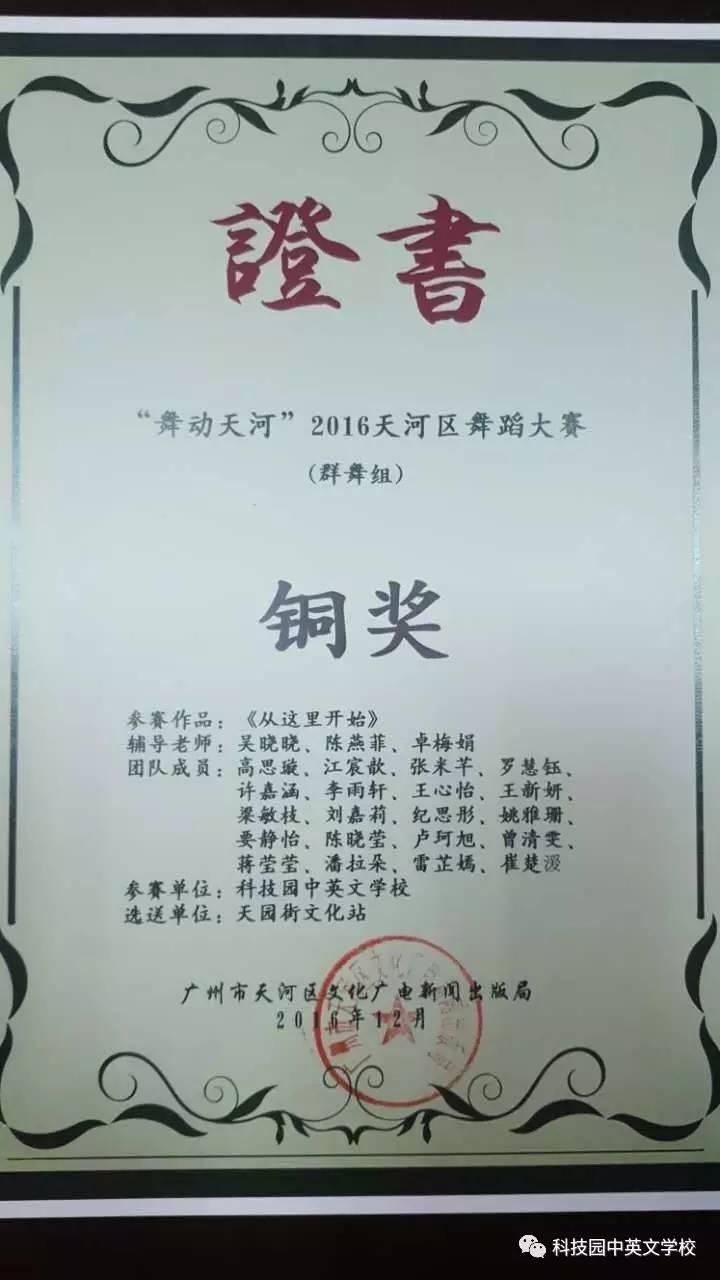 證書
“舞动天河”2016天河区舞蹈大赛
(群舞组)
铜奖
参赛作品：《从这里开始》
辅导老师：吴晓晓、陈燕菲、卓梅娟
团队成员：高思璇、江宸歆、张米芊、罗慧钰、
许嘉涵、李雨轩、王心怡、王新妍、
梁敏枝、刘嘉莉、纪思彤、姚雅珊、
要静怡、陈晓莹、卢珂旭、曾清雯、
蒋莹莹、潘拉朵、雷芷嫣、崔楚
参赛单位：科技园中英文学校
选送单位：天园街文化站
广州市天河区文化广电新闻出版局
2016年12月
科技园中英文学校